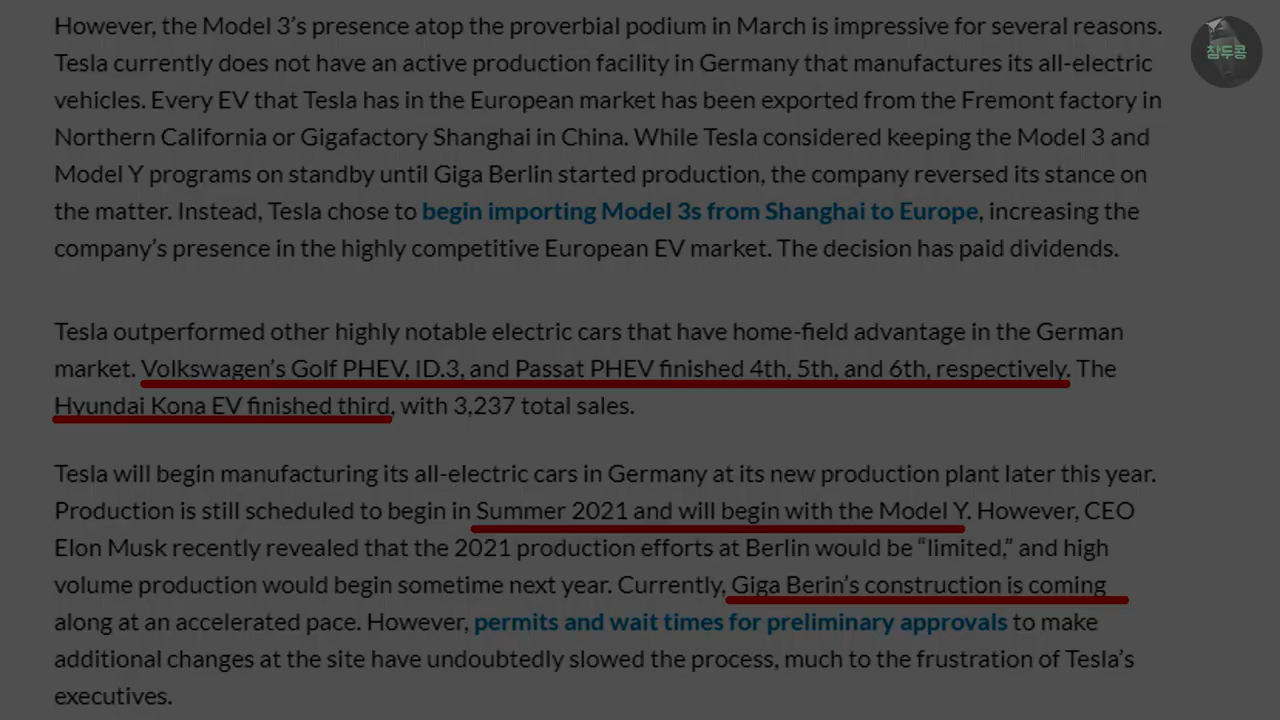 However, the Model 3's presence atop the proverbial podium in March is impressive for several reasons.
Tesla currently does not have an active production facility in Germany that manufactures its all-electric
vehicles. Every EV that Tesla has in the European market has been exported from the Fremont factory in
Northern California or Gigafactory Shanghai in China. While Tesla considered keeping the Model 3 and
Model Y programs on standby until Giga Berlin started production, the company reversed its stance on
the matter. Instead, Tesla chose to begin importing Model 3s from Shanghai to Europe, increasing the
company's presence in the highly competitive European EV market. The decision has paid dividends.
Tesla outperformed other highly notable electric cars that have home-field advantage in the German
market. Volkswagen's Golf PHEV, ID.3, and Passat PHEV finished 4th, 5th, and 6th, respectively. The
Hyundai Kona EV finished third, with 3,237 total sales.
Tesla will begin manufacturing its all-electric cars in Germany at its new production plant later this year.
Production is still scheduled to begin in Summer 2021 and will begin with the Model Y. However, CEO
Elon Musk recently revealed that the 2021 production efforts at Berlin would be “limited,” and high
volume production would begin sometime next year. Currently, Giga Berin's construction is coming
along at an accelerated pace. However, permits and wait times for preliminary approvals to make
additional changes at the site have undoubtedly slowed the process, much to the frustration of Tesla's
executives.
참두콩